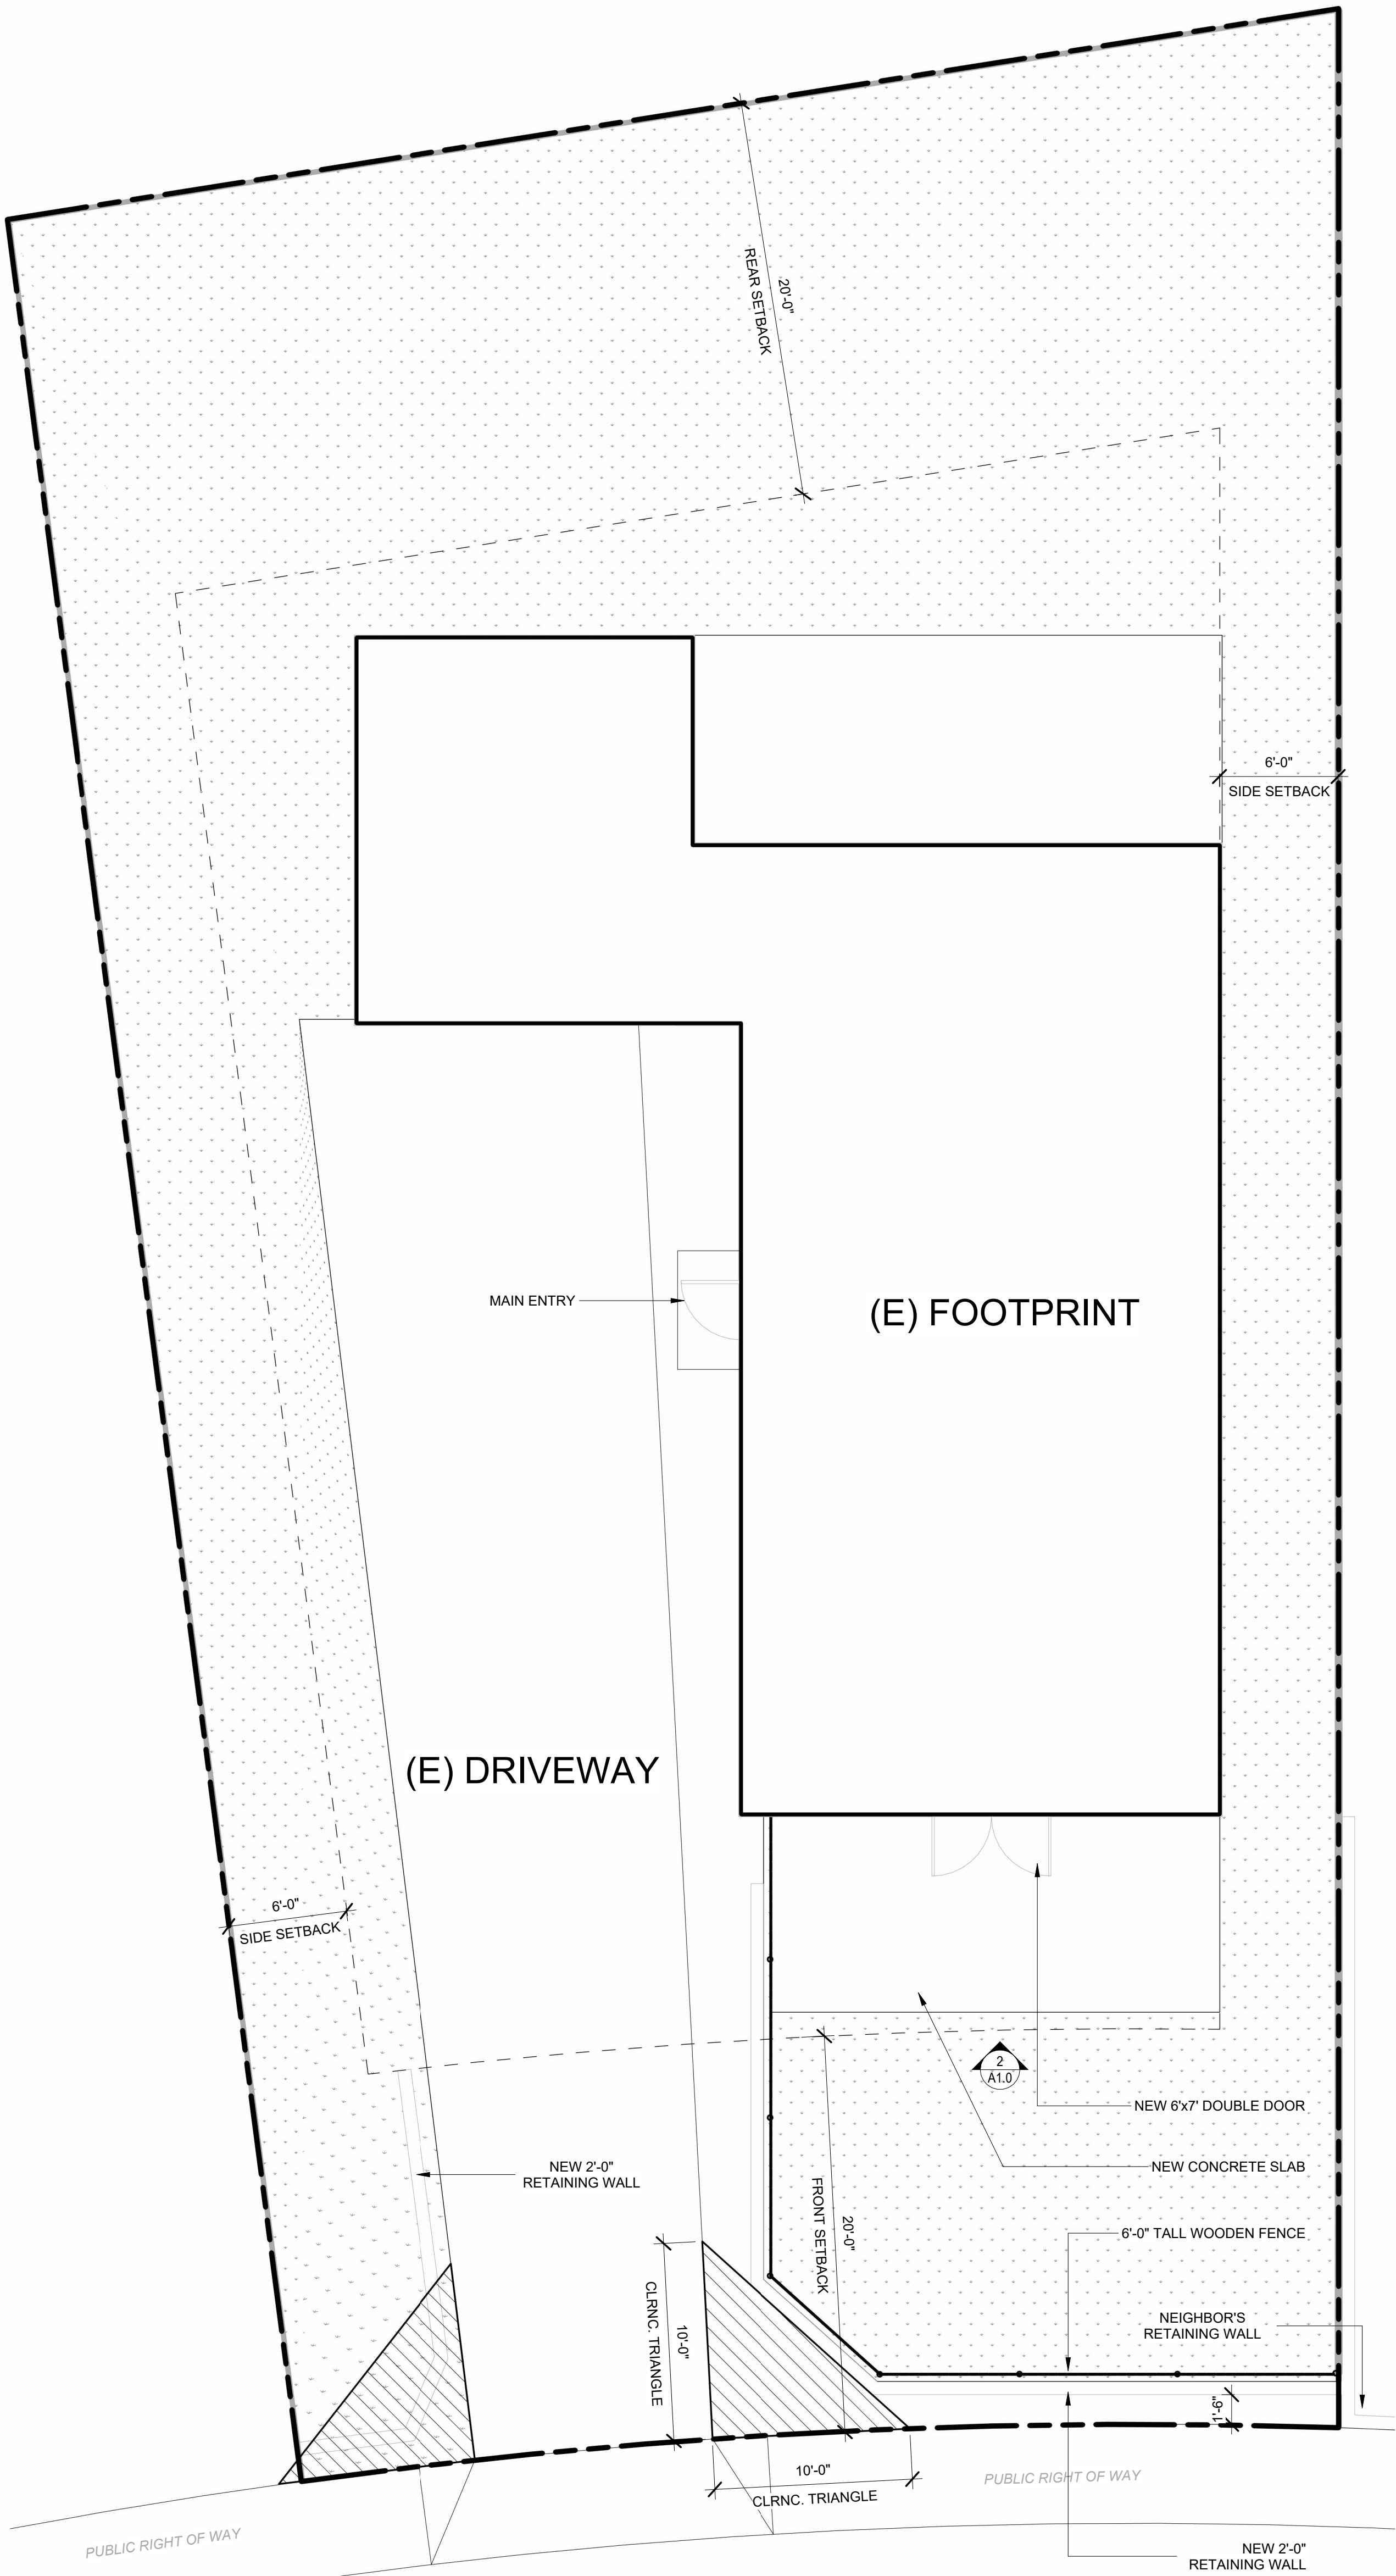 20'-0"
REAR SETBACK
6'-0"
SIDE SETBACK
MAIN ENTRY
(E) FOOTPRINT
(E) DRIVEWAY
6'-0"
SIDE SETBACK
2
A1.0
NEW 6'x7' DOUBLE DOOR
NEW CONCRETE SLAB
NEW 2'-0"
RETAINING WALL
20'-0"
FRONT SETBACK
6'-0" TALL WOODEN FENCE
10'-0"
CLRNC. TRIANGLE
NEIGHBOR'S
RETAINING WALL
1'-6"
10'-0"
CLRNC. TRIANGLE
PUBLIC RIGHT OF WAY
PUBLIC RIGHT OF WAY
NEW 2'-0"
RETAINING WALL